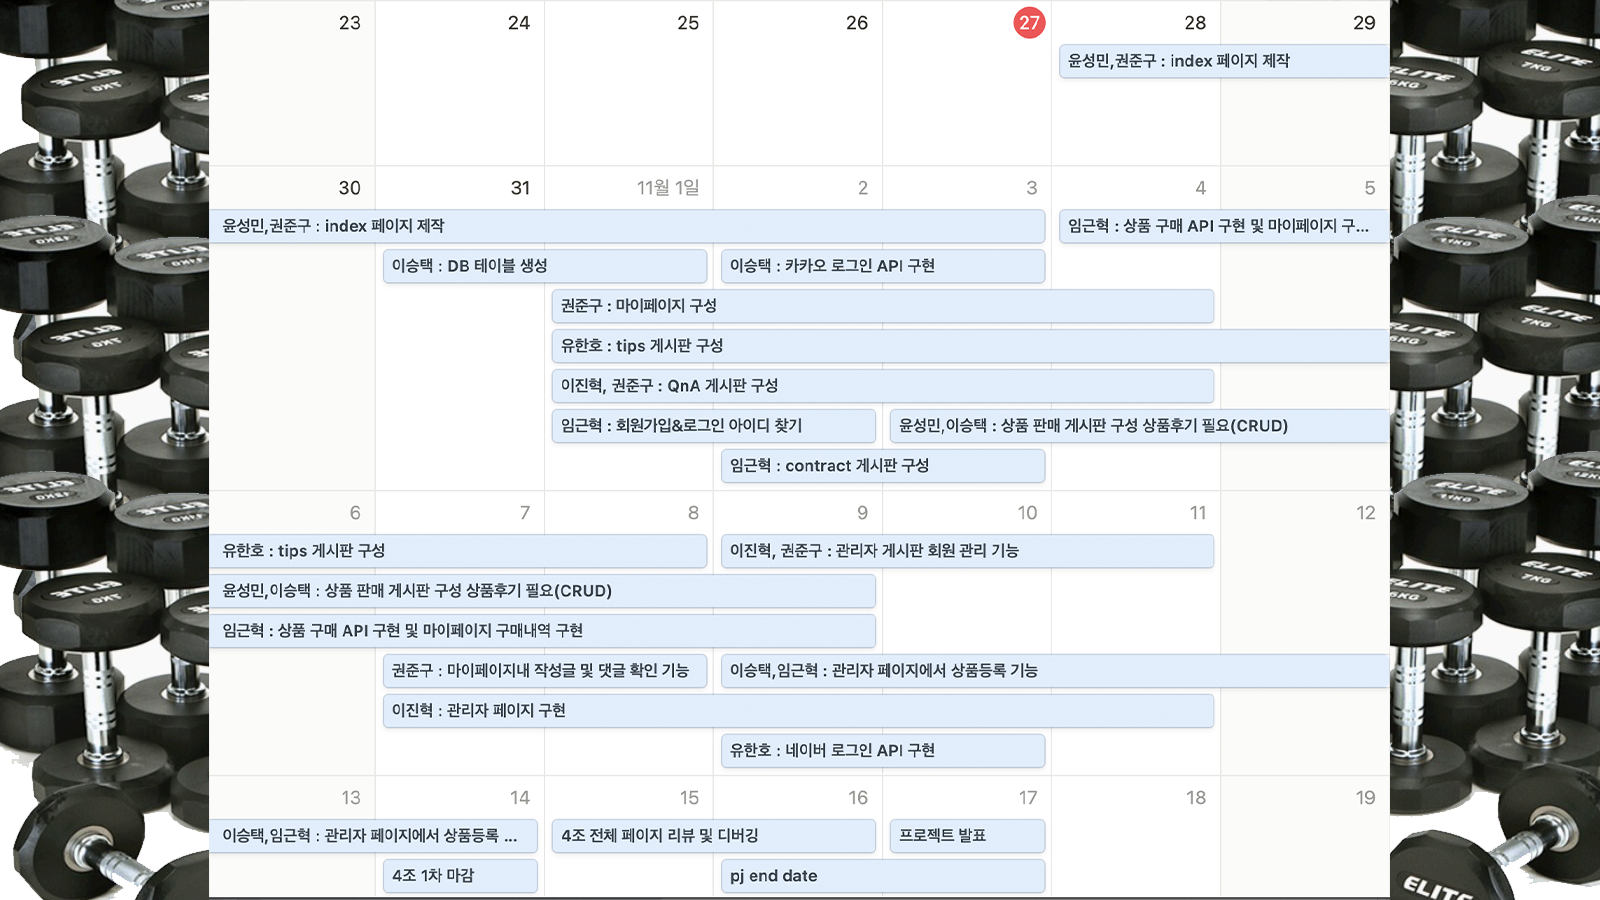 23 24 25 26 27 28 29
윤성민,권준구 : index 페이지 제작
30 31 11월 1일 2 3 4 5
윤성민,권준구 : index 페이지 제작
임근혁 : 상품 구매 API 구현 및 마이페이지 구...
이승택 : DB 테이블 생성
이승택 : 카카오 로그인 API 구현
권준구 : 마이페이지 구성
유한호 : tips 게시판 구성
이진혁, 권준구 : QnA 게시판 구성
임근혁 : 회원가입&로그인 아이디 찾기
윤성민,이승택 : 상품 판매 게시판 구성 상품후기 필요(CRUD)
임근혁 : contract 게시판 구성
6 7 8 9 10 11 12
유한호 : tips 게시판 구성
이진혁, 권준구 : 관리자 게시판 회원 관리 기능
윤성민,이승택 : 상품 판매 게시판 구성 상품후기 필요(CRUD)
임근혁 : 상품 구매 API 구현 및 마이페이지 구매내역 구현
권준구 : 마이페이지내 작성글 및 댓글 확인 기능
이승택,임근혁 : 관리자 페이지에서 상품등록 기능
이진혁 : 관리자 페이지 구현
유한호 : 네이버 로그인 API 구현
13 14 15 16 17 18 19
이승택,임근혁 : 관리자 페이지에서 상품등록 ...
4조 전체 페이지 리뷰 및 디버깅
프로젝트 발표
4조 1차 마감
pj end date
ELITE
7KG
ELITE
ELITE
7KG
ELITE
ELITE
7KG
ELITE